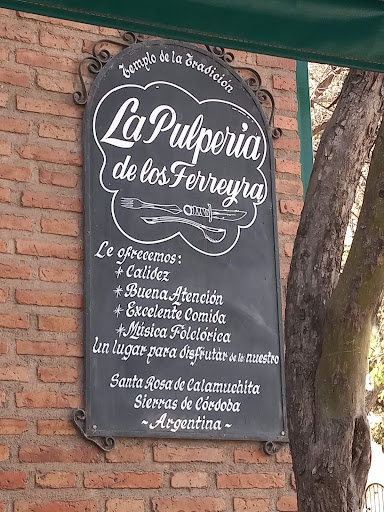 Templo de la Tradición
La Pulpería
de los Ferreyra
Le ofrecemos:
* Calidez
* Buena Atención
* Excelente Comida
* Música Folclórica
Un lugar para disfrutar de lo nuestro
Santa Rosa de Calamuchita
Sierras de Córdoba
~ Argentina ~